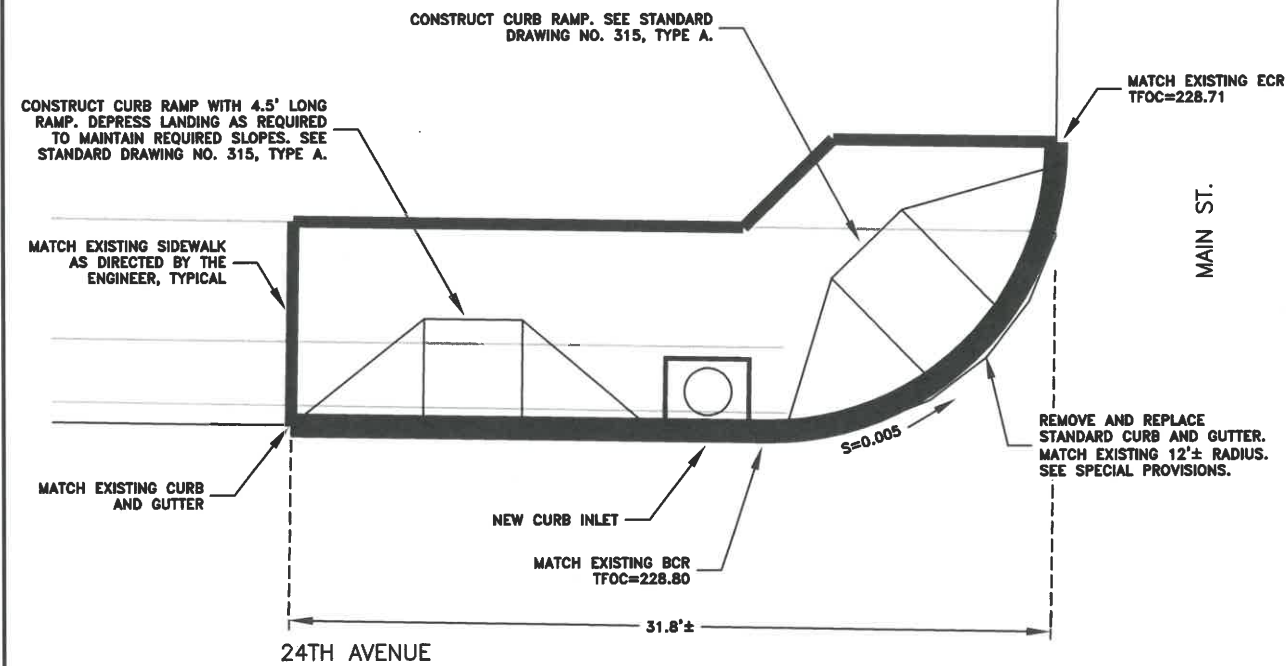 CONSTRUCT CURB RAMP. SEE STANDARD
DRAWING NO. 315, TYPE A.
MATCH EXISTING ECR
TFOC=228.71
CONSTRUCT CURB RAMP WITH 4.5' LONG
RAMP. DEPRESS LANDING AS REQUIRED
TO MAINTAIN REQUIRED SLOPES. SEE
STANDARD DRAWING NO. 315, TYPE A.
MAIN ST.
MATCH EXISTING SIDEWALK
AS DIRECTED BY THE
ENGINEER, TYPICAL
S=0.005
REMOVE AND REPLACE
STANDARD CURB AND GUTTER.
MATCH EXISTING 12'± RADIUS.
SEE SPECIAL PROVISIONS.
MATCH EXISTING CURB
AND GUTTER
NEW CURB INLET
MATCH EXISTING BCR
TFOC=228.80
31.8'±
24TH AVENUE